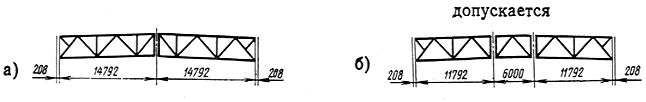 допускается
а)
208 14792 14792 208
б)
208 11792 6000 11792 208